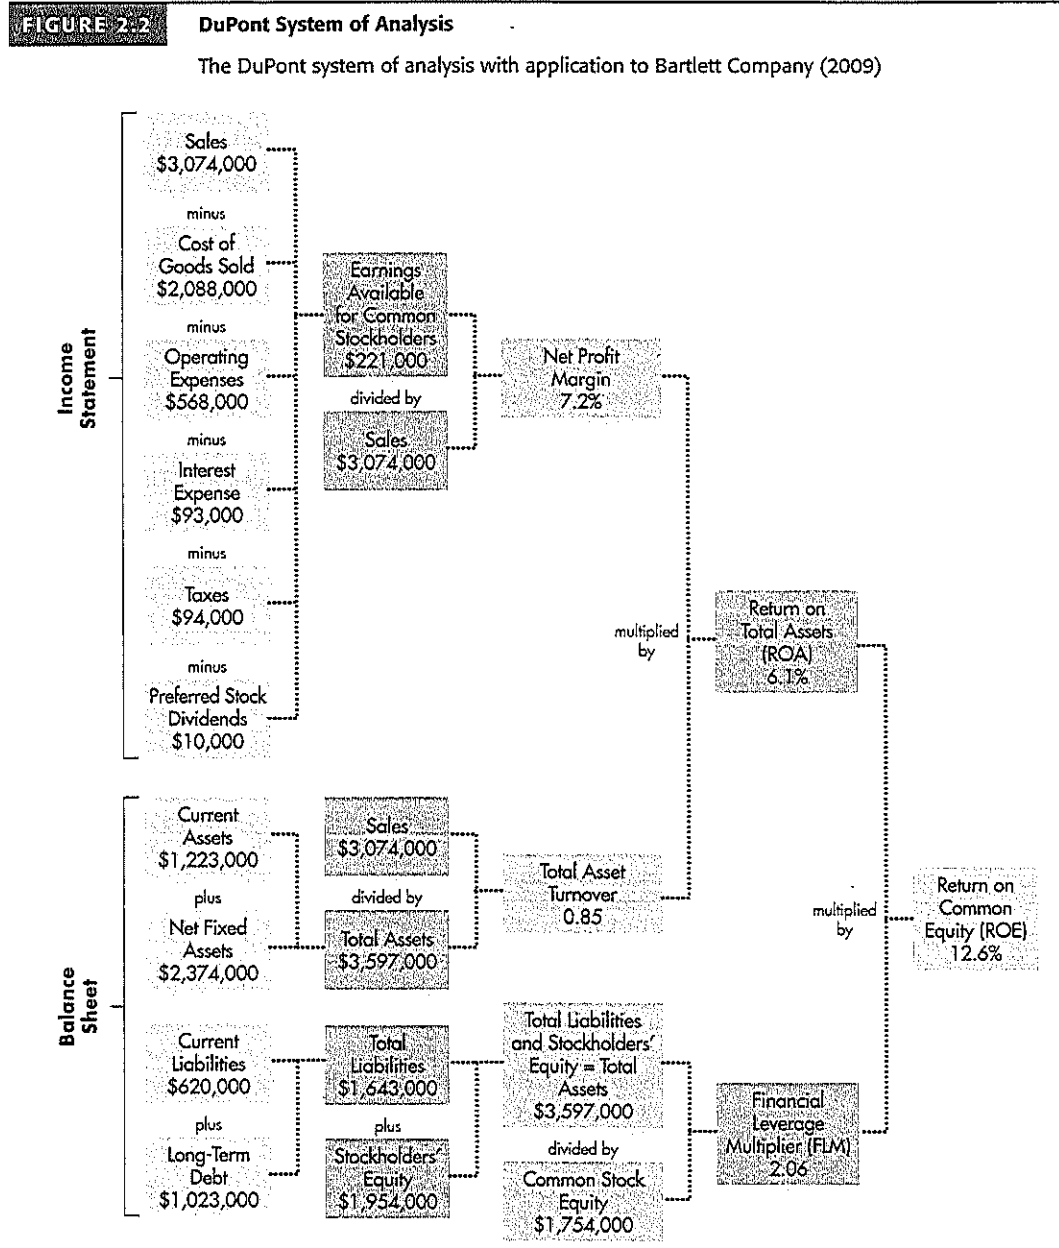 FIGURE 2-2
DuPont System of Analysis
The DuPont system of analysis with application to Bartlett Company (2009)
Income
Statement
Sales
$3,074,000
minus
Cost of
Goods Sold
$2,088,000
minus
Operating
Expenses
$568,000
minus
Interest
Expense
$93,000
minus
Taxes
$94,000
minus
Preferred Stock
Dividends
$10,000
Earnings
Available
for Common
Stockholders
$221,000
divided by
Sales
$3,074,000
Net Profit
Margin
7.2%
Balance
Sheet
Current
Assets
$1,223,000
plus
Net Fixed
Assets
$2,374,000
Sales
$3,074,000
divided by
Total Assets
$3,597,000
Total Asset
Turnover
0.85
multiplied
by
Return on
Total Assets
(ROA)
6.1%
Current
Liabilities
$620,000
plus
Long-Term
Debt
$1,023,000
Total
Liabilities
$1,643,000
plus
Stockholders'
Equity
$1,954,000
Total Liabilities
and Stockholders'
Equity = Total
Assets
$3,597,000
divided by
Common Stock
Equity
$1,754,000
Financial
Leverage
Multiplier (FLM)
2.06
multiplied
by
Return on
Common
Equity (ROE)
12.6%